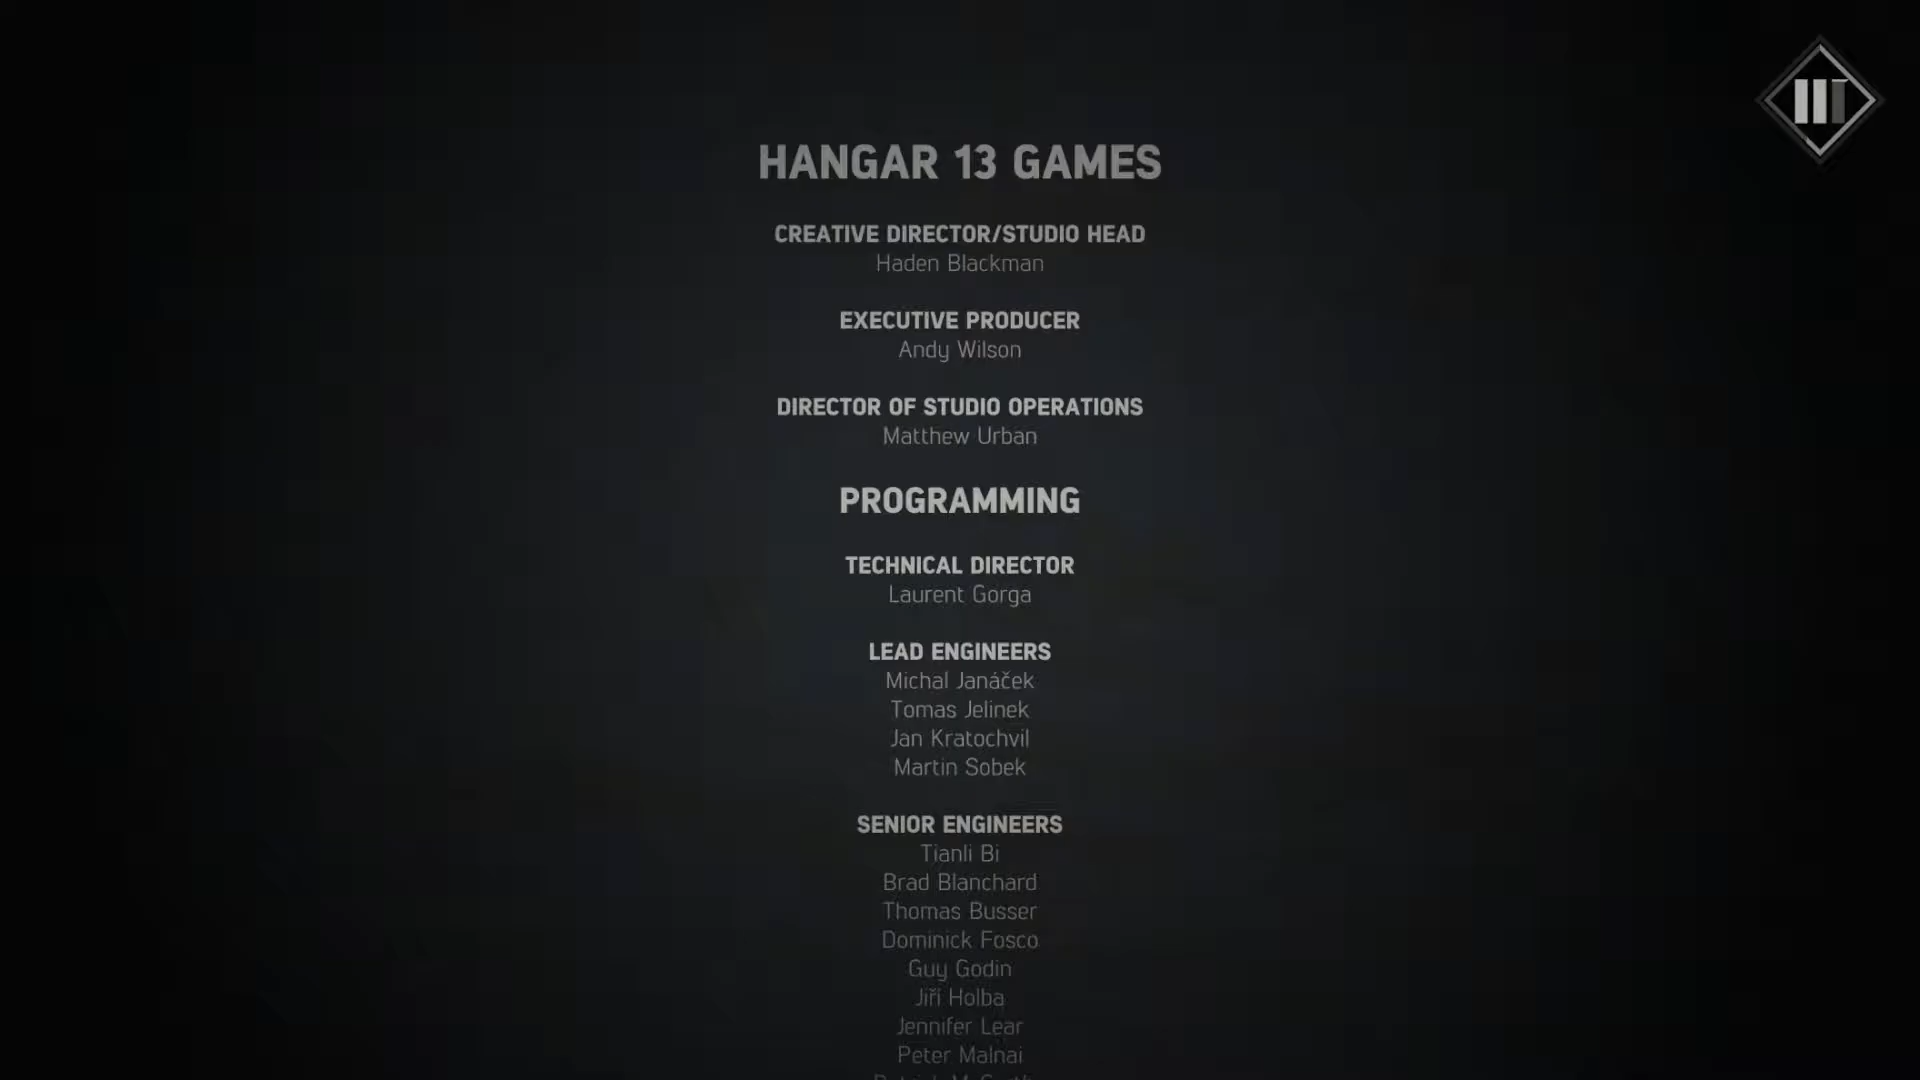 HANGAR 13 GAMES
CREATIVE DIRECTOR/STUDIO HEAD
Haden Blackman
EXECUTIVE PRODUCER
Andy Wilson
DIRECTOR OF STUDIO OPERATIONS
Matthew Urban
PROGRAMMING
TECHNICAL DIRECTOR
Laurent Gorga
LEAD ENGINEERS
Michal Janáček
Tomas Jelinek
Jan Kratochvil
Martin Sobek
SENIOR ENGINEERS
Tianli Bi
Brad Blanchard
Thomas Busser
Dominick Fosco
Guy Godin
Jiří Holba
Jennifer Lear
Peter Malnai